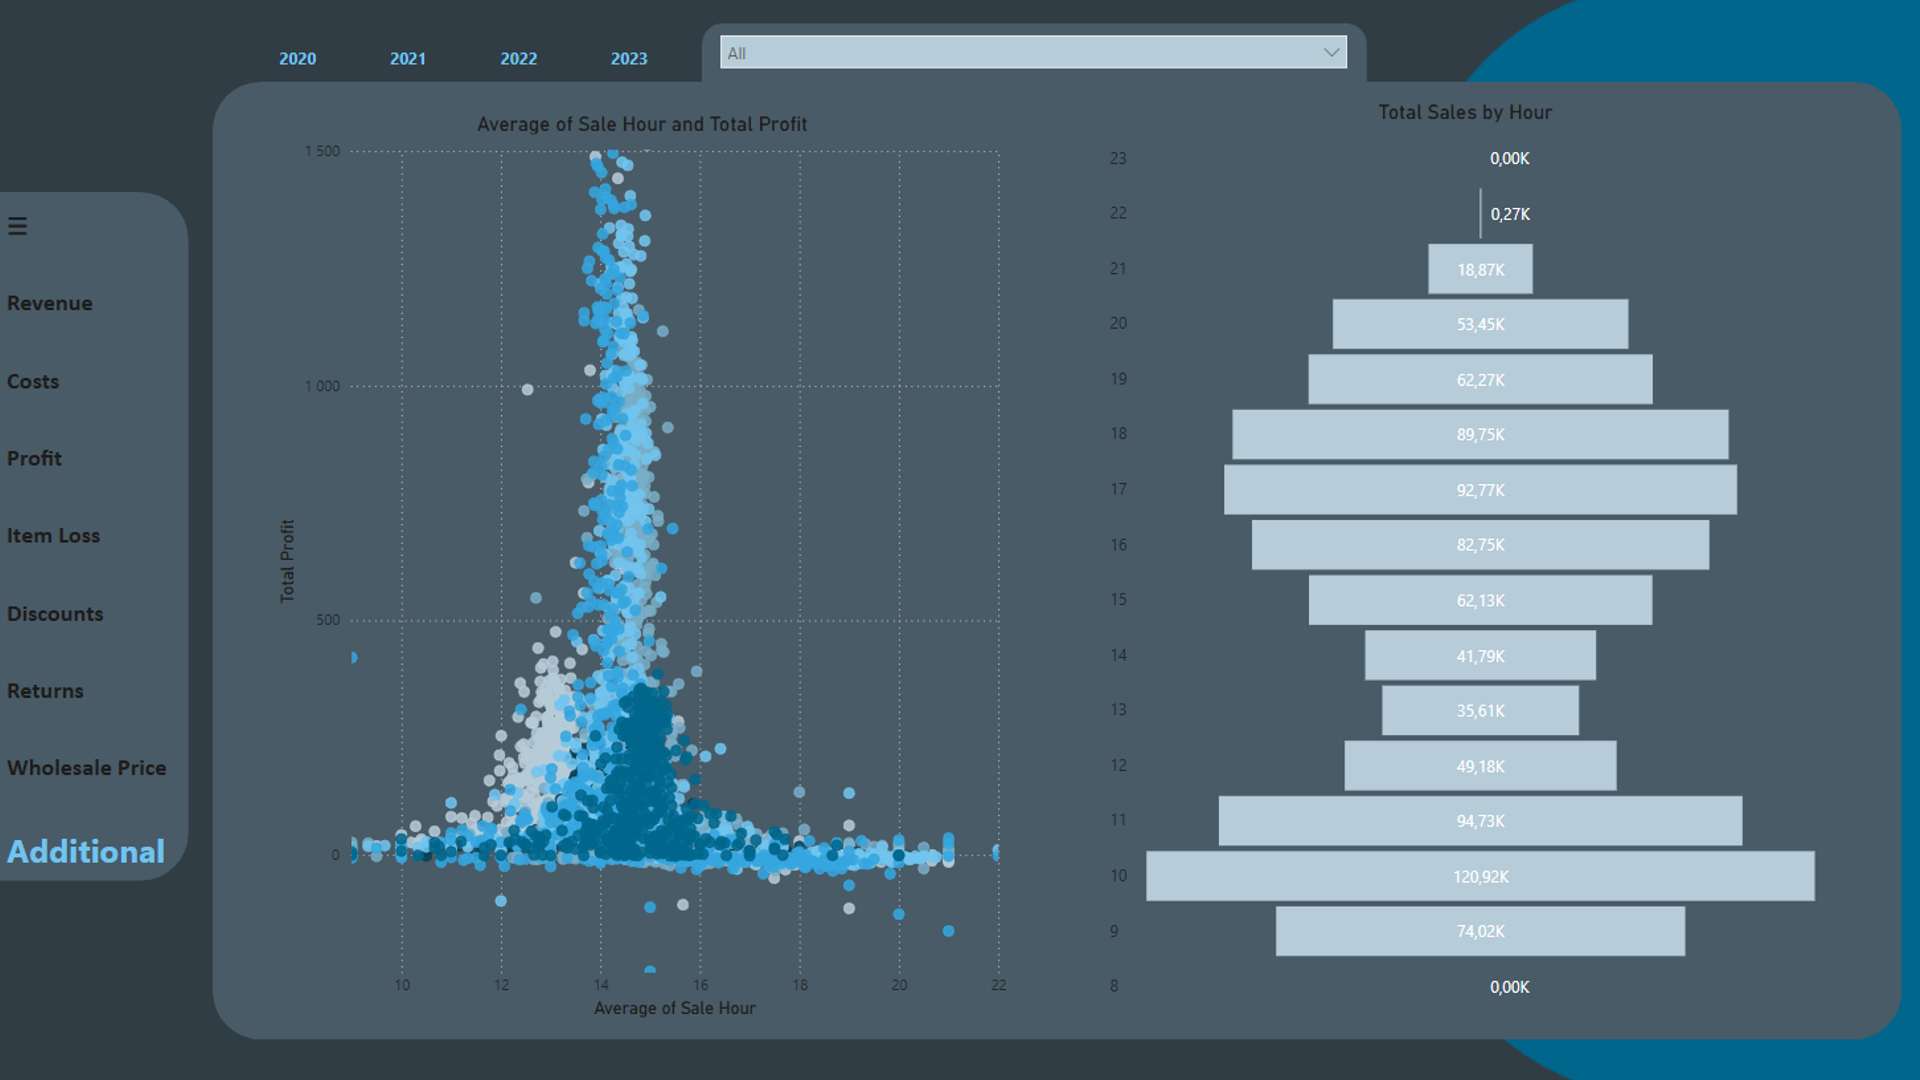 2020 2021 2022 2023
All
☰
Revenue
Costs
Profit
Item Loss
Discounts
Returns
Wholesale Price
Additional
Average of Sale Hour and Total Profit
Total Profit
1 500
1 000
500
0
10 12 14 16 18 20 22
Average of Sale Hour
Total Sales by Hour
23 0,00K
22 0,27K
21 18,87K
20 53,45K
19 62,27K
18 89,75K
17 92,77K
16 82,75K
15 62,13K
14 41,79K
13 35,61K
12 49,18K
11 94,73K
10 120,92K
9 74,02K
8 0,00K